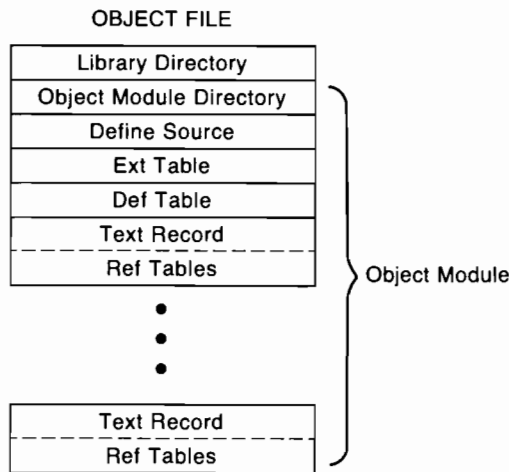 OBJECT FILE
Library Directory
Object Module Directory
Define Source
Ext Table
Def Table
Text Record
Ref Tables
Object Module
Text Record
Ref Tables